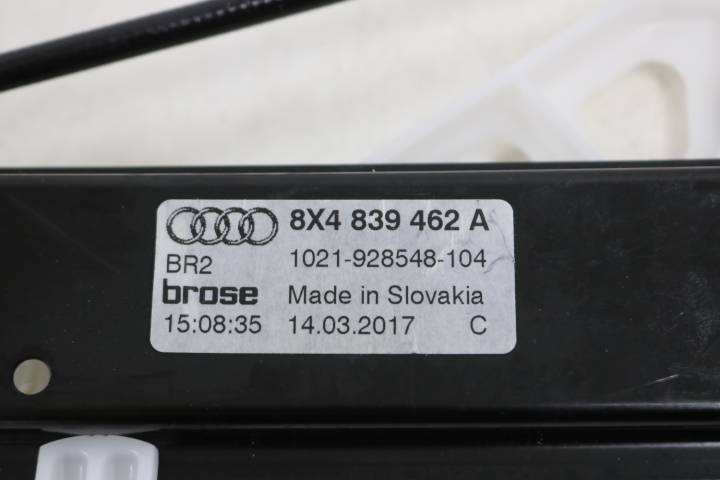 8X4 839 462 A
BR2 1021-928548-104
brose Made in Slovakia
15:08:35 14.03.2017 C